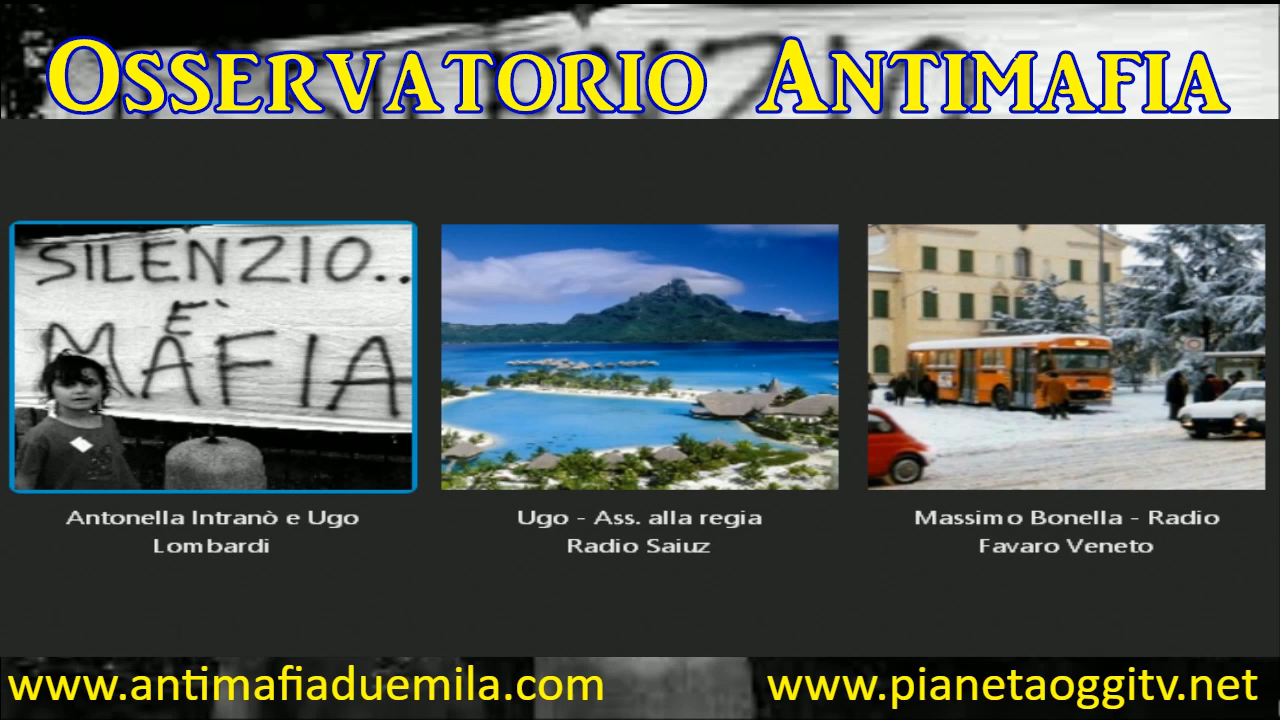 OSSERVATORIO ANTIMAFIA
SILENZIO..
E'
MAFIA
Antonella Intranò e Ugo
Lombardi
Ugo - Ass. alla regia
Radio Saiuz
Massimo Bonella - Radio
Favaro Veneto
www.antimafiaduemila.com
www.pianetaoggitv.net